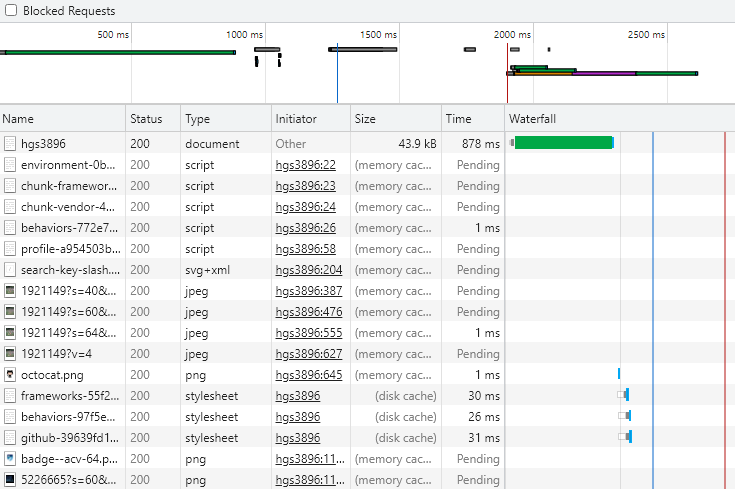 Blocked Requests
500 ms 1000 ms 1500 ms 2000 ms 2500 ms
Name Status Type Initiator Size Time Waterfall
hgs3896 200 document Other 43.9 kB 878 ms
environment-0b... 200 script hgs3896:22 (memory cac... Pending
chunk-framewor... 200 script hgs3896:23 (memory cac... Pending
chunk-vendor-4... 200 script hgs3896:24 (memory cac... Pending
behaviors-772e7... 200 script hgs3896:26 (memory cac... 1 ms
profile-a954503b... 200 script hgs3896:58 (memory cac... Pending
search-key-slash.... 200 svg+xml hgs3896:204 (memory cac... Pending
1921149?s=40&... 200 jpeg hgs3896:387 (memory cac... Pending
1921149?s=60&... 200 jpeg hgs3896:476 (memory cac... Pending
1921149?s=64&... 200 jpeg hgs3896:555 (memory cac... 1 ms
1921149?v=4 200 jpeg hgs3896:627 (memory cac... Pending
octocat.png 200 png hgs3896:645 (memory cac... 1 ms
frameworks-55f2... 200 stylesheet hgs3896 (disk cache) 30 ms
behaviors-97f5e... 200 stylesheet hgs3896 (disk cache) 26 ms
github-39639fd1... 200 stylesheet hgs3896 (disk cache) 31 ms
badge--acv-64.p... 200 png hgs3896:11... (memory cac... Pending
5226665?s=60&... 200 png hgs3896:11... (memory cac... Pending